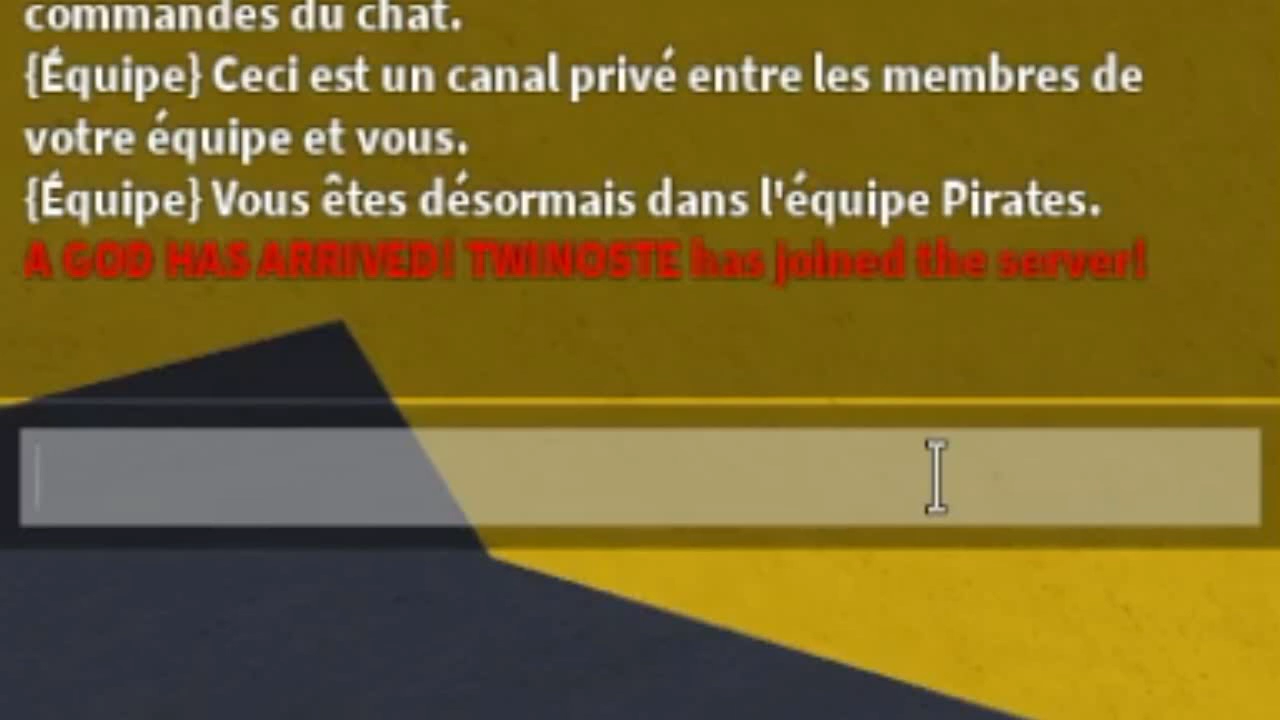 commandes du chat.
{Équipe} Ceci est un canal privé entre les membres de
votre équipe et vous.
{Équipe} Vous êtes désormais dans l'équipe Pirates.
A GOD HAS ARRIVED! TWINOSTE has joined the server!